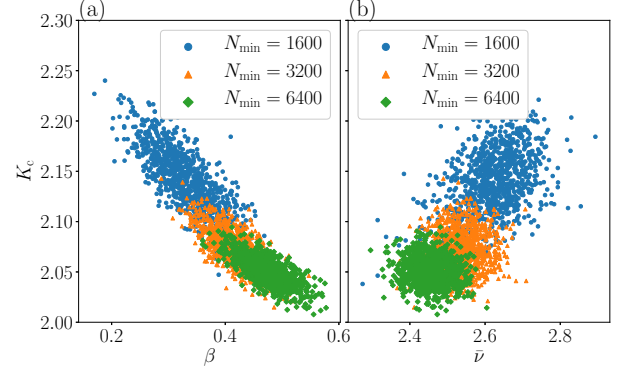 (a)
(b)
2.30
2.25
2.20
2.15
2.10
2.05
2.00
K_c
N_min = 1600
N_min = 3200
N_min = 6400
N_min = 1600
N_min = 3200
N_min = 6400
0.2 0.4 0.6
2.4 2.6 2.8
β
ν̄